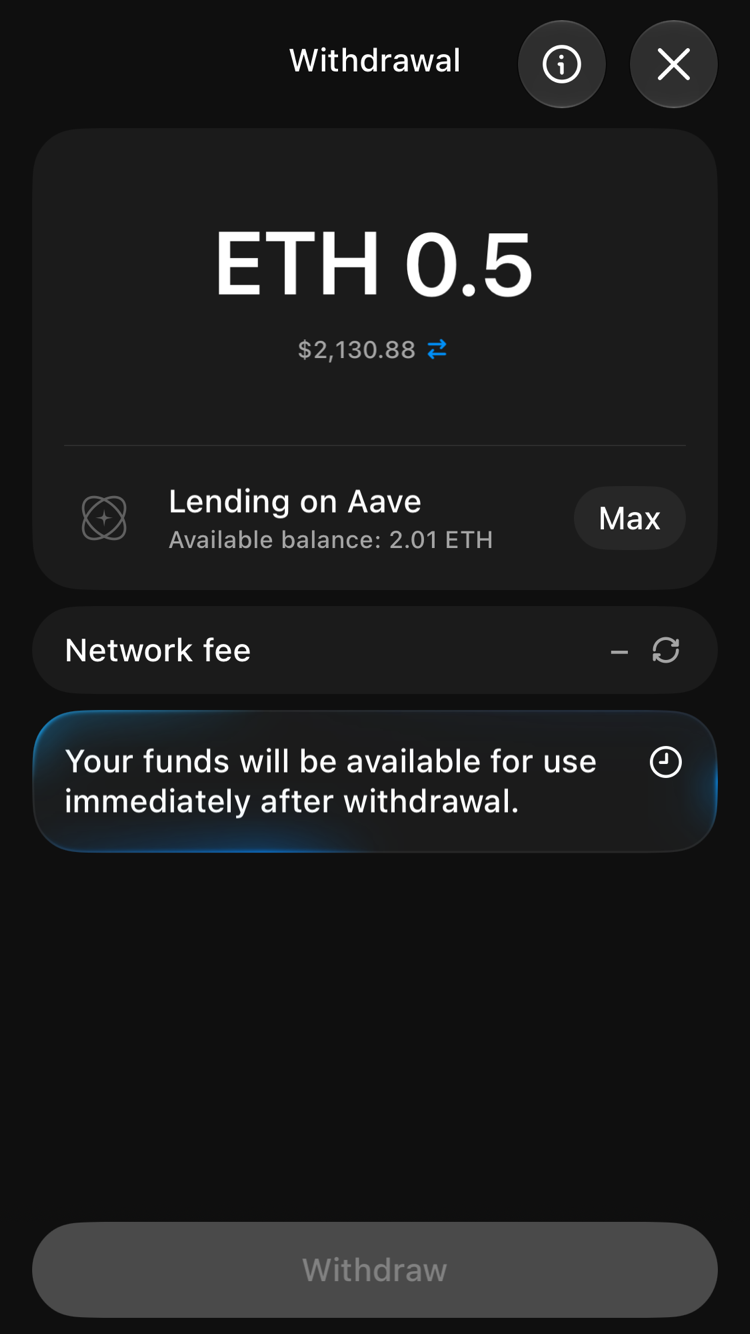 Withdrawal
ETH 0.5
$2,130.88
Lending on Aave
Available balance: 2.01 ETH
Max
Network fee
–
Your funds will be available for use
immediately after withdrawal.
Withdraw